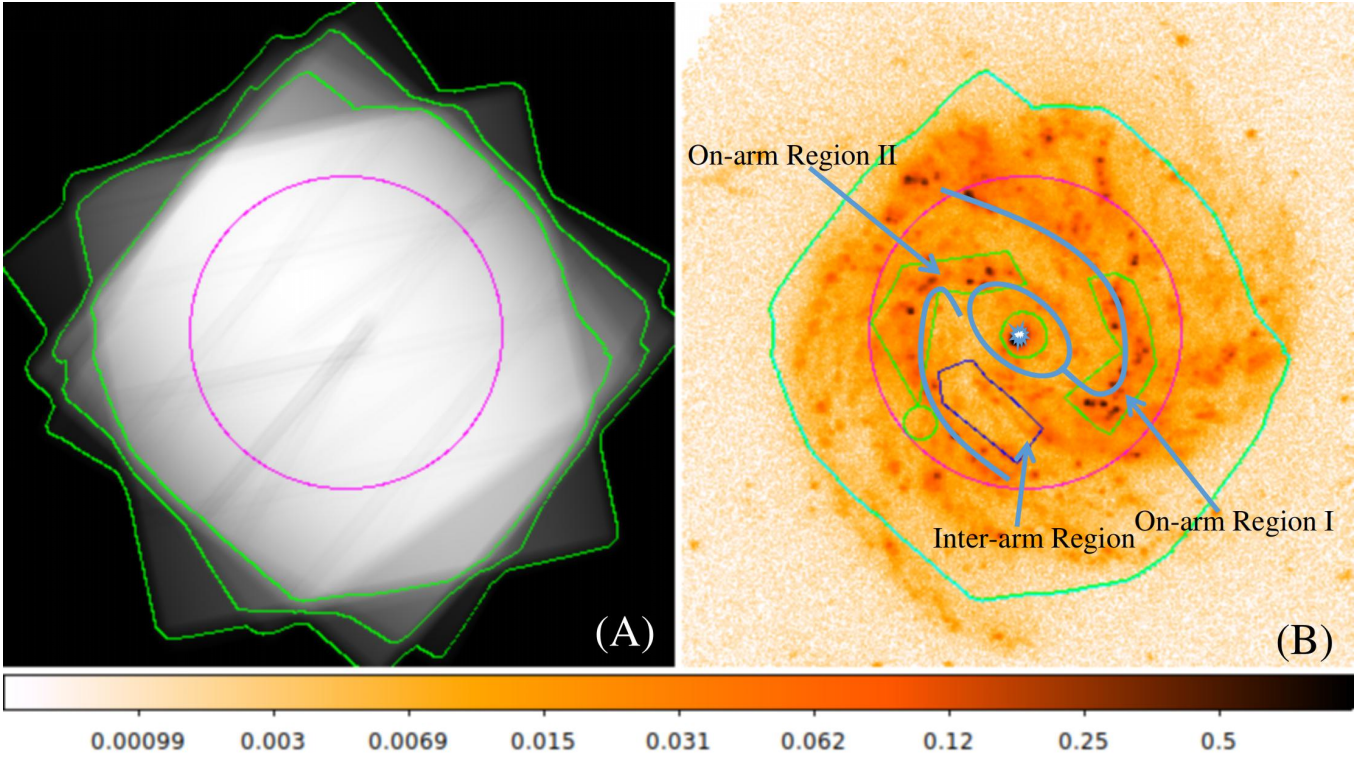 On-arm Region II
Inter-arm Region
On-arm Region I
(A)
(B)
0.00099 0.003 0.0069 0.015 0.031 0.062 0.12 0.25 0.5